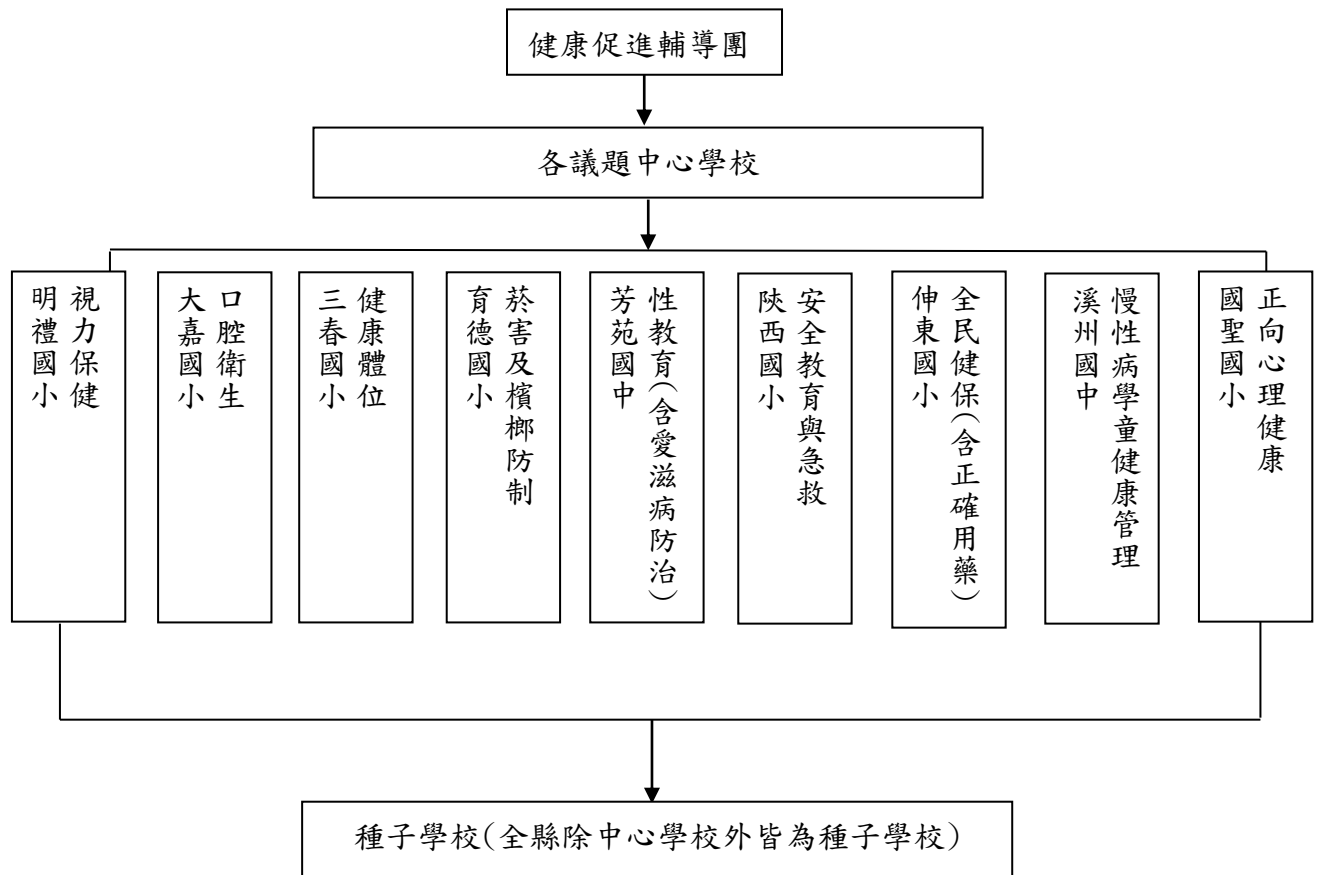 健康促進輔導團
各議題中心學校
視力保健
明禮國小
口腔衛生
大嘉國小
健康體位
三春國小
菸害及檳榔防制
育德國小
性教育(含愛滋病防治)
芳苑國中
安全教育與急救
陝西國小
全民健保(含正確用藥)
伸東國小
慢性病學童健康管理
溪州國中
正向心理健康
國聖國小
種子學校(全縣除中心學校外皆為種子學校)